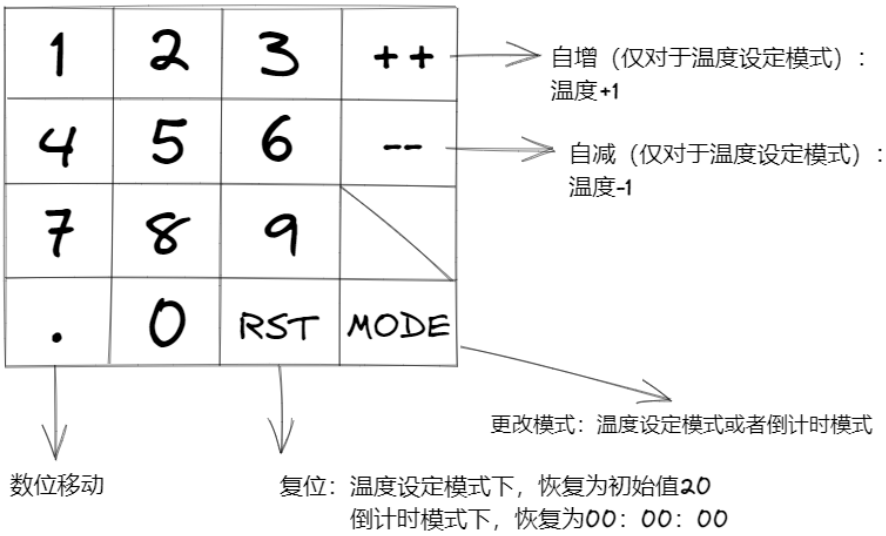 1 2 3 ++
自增（仅对于温度设定模式）：
温度+1
4 5 6 --
自减（仅对于温度设定模式）：
温度-1
7 8 9
. 0 RST MODE
更改模式：温度设定模式或者倒计时模式
数位移动
复位：温度设定模式下，恢复为初始值20
倒计时模式下，恢复为00：00：00